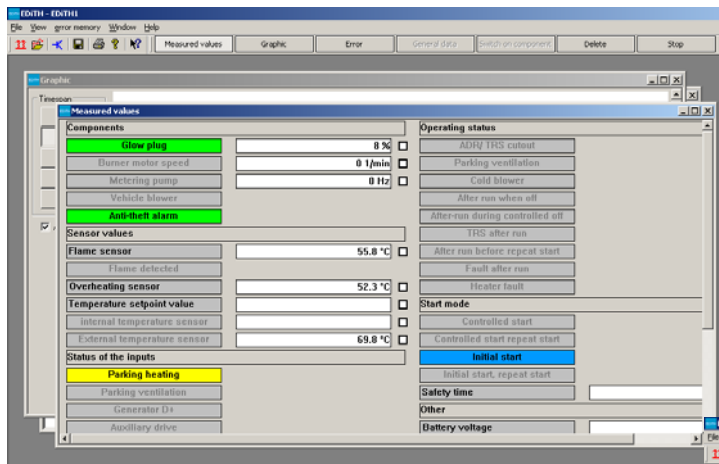 EDiTH - EDiTH1
File View error memory Window Help
Measured values Graphic Error General data Switch on component Delete Stop
Graphic
Timespan
Measured values
Components
Glow plug 8 %
Burner motor speed 0 1/min
Metering pump 0 Hz
Vehicle blower
Anti-theft alarm
Sensor values
Flame sensor 55.8 °C
Flame detected
Overheating sensor 52.3 °C
Temperature setpoint value
internal temperature sensor
External temperature sensor 69.8 °C
Status of the inputs
Parking heating
Parking ventilation
Generator D+
Auxiliary drive
Operating status
ADR/ TRS cutout
Parking ventilation
Cold blower
After run when off
After-run during controlled off
TRS after run
After run before repeat start
Fault after run
Heater fault
Start mode
Controlled start
Controlled start repeat start
Initial start
Initial start, repeat start
Safety time
Other
Battery voltage